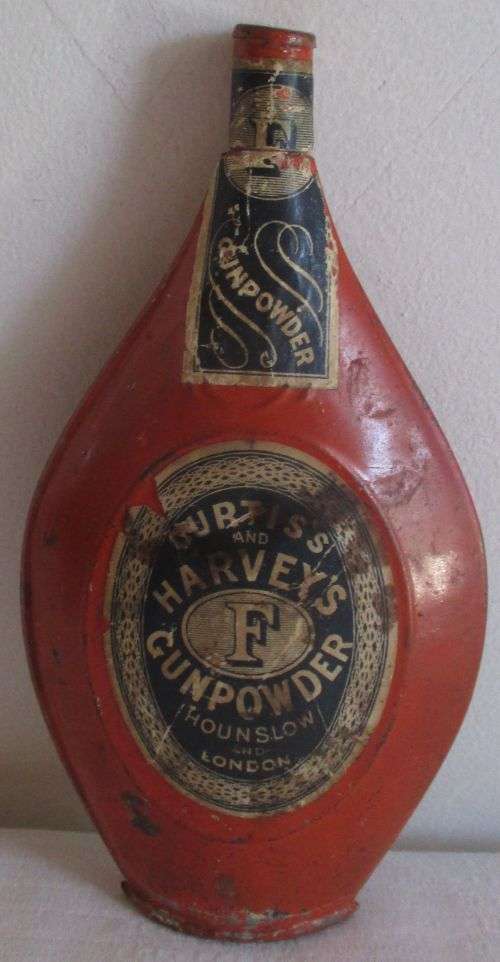 F
GUNPOWDER
CURTIS'S
AND
HARVEY'S
F
GUNPOWDER
HOUNSLOW
AND
LONDON